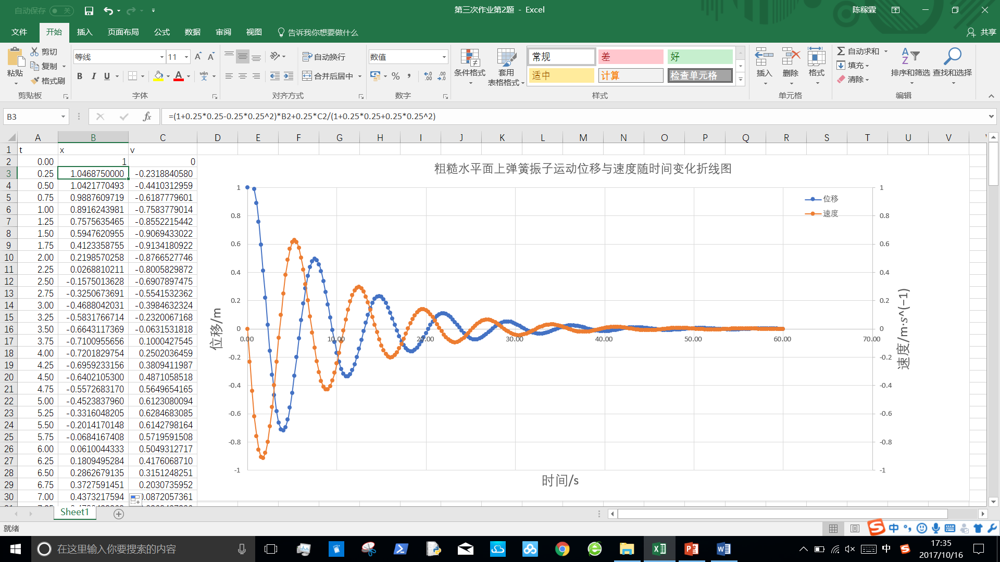 自动保存 关
第三次作业第2题 - Excel
陈稼霖
文件 开始 插入 页面布局 公式 数据 审阅 视图 告诉我你想要做什么 共享
粘贴 剪切 复制 格式刷 剪贴板
等线 11 B I U A wén 文 字体
自动换行 合并后居中 对齐方式
数值 % 数字
条件格式 套用 表格格式
常规 差 好
适中 计算 检查单元格
样式
插入 删除 格式 单元格
自动求和 填充 清除 排序和筛选 查找和选择 编辑
B3 fx =(1+0.25*0.25-0.25*0.25^2)*B2+0.25*C2/(1+0.25*0.25+0.25*0.25^2)
A B C D E F G H I J K L M N O P Q R S T U V
1 t x v
2 0.00 1 0
3 0.25 1.0468750000 -0.2318840580
4 0.50 1.0421770493 -0.4410312959
5 0.75 0.9887609719 -0.6187779601
6 1.00 0.8916243981 -0.7583779014
7 1.25 0.7575635465 -0.8552215442
8 1.50 0.5947620955 -0.9069433022
9 1.75 0.4123358755 -0.9134180922
10 2.00 0.2198570258 -0.8766527746
11 2.25 0.0268810211 -0.8005829872
12 2.50 -0.1575013628 -0.6907897475
13 2.75 -0.3250673691 -0.5541532362
14 3.00 -0.4688042031 -0.3984632324
15 3.25 -0.5831766714 -0.2320067168
16 3.50 -0.6643117369 -0.0631531818
17 3.75 -0.7100955656 0.1000427545
18 4.00 -0.7201829754 0.2502036459
19 4.25 -0.6959233156 0.3809411987
20 4.50 -0.6402105300 0.4871058518
21 4.75 -0.5572683170 0.5649654165
22 5.00 -0.4523837960 0.6123080094
23 5.25 -0.3316048205 0.6284683085
24 5.50 -0.2014170148 0.6142798164
25 5.75 -0.0684167408 0.5719591508
26 6.00 0.0610044333 0.5049312717
27 6.25 0.1809495284 0.4176068710
28 6.50 0.2862679135 0.3151248251
29 6.75 0.3727591451 0.2030735952
30 7.00 0.4373217594 0.0872057361
粗糙水平面上弹簧振子运动位移与速度随时间变化折线图
位移
速度
1 0.8 0.6 0.4 0.2 0 -0.2 -0.4 -0.6 -0.8 -1
位移/m
0.00 10.00 20.00 30.00 40.00 50.00 60.00 70.00
时间/s
1 0.8 0.6 0.4 0.2 0 -0.2 -0.4 -0.6 -0.8 -1
速度/m·s^(−1)
Sheet1
就绪
中
在这里输入你要搜索的内容
中
17:35
2017/10/16